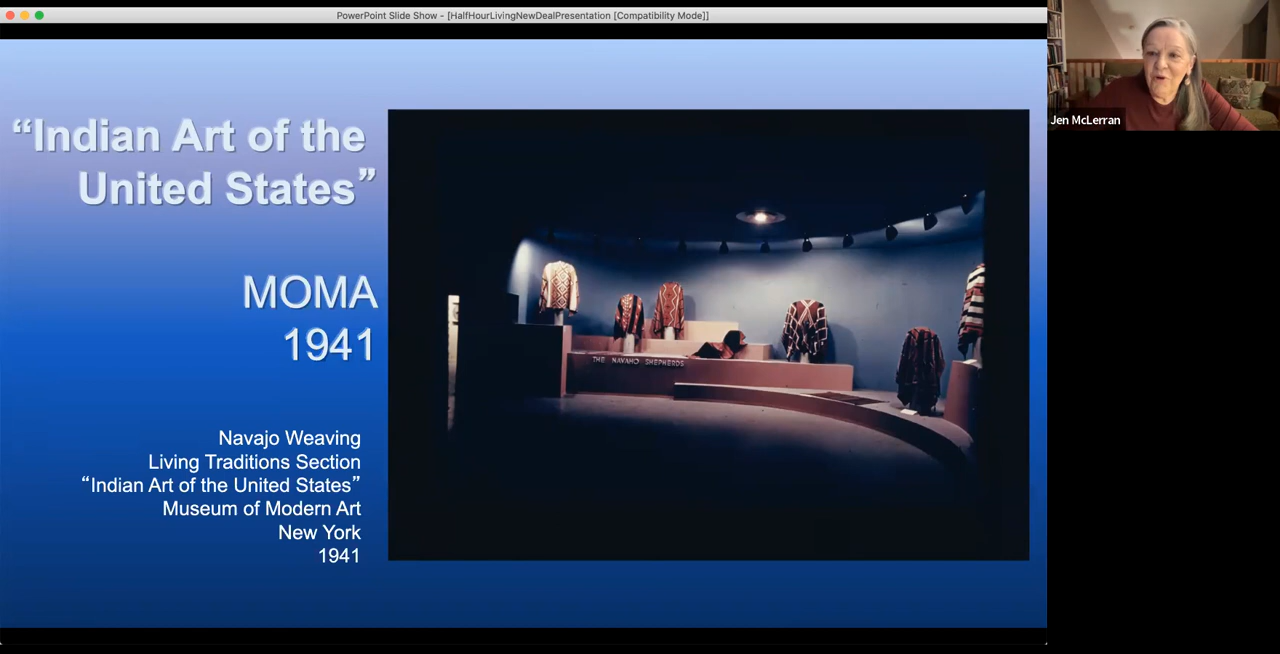 PowerPoint Slide Show - [HalfHourLivingNewDealPresentation [Compatibility Mode]]
“Indian Art of the
United States”
MOMA
1941
Navajo Weaving
Living Traditions Section
“Indian Art of the United States”
Museum of Modern Art
New York
1941
THE NAVAHO SHEPHERDS
Jen McLerran